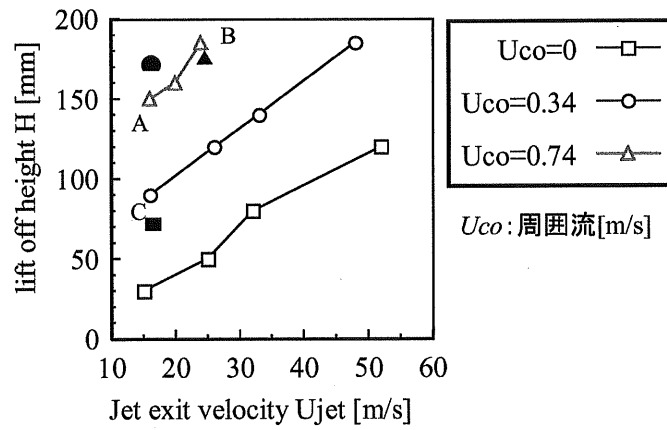 lift off height H [mm]
200
150
100
50
0
10 20 30 40 50 60
Jet exit velocity Ujet [m/s]
A
B
C
Uco=0
Uco=0.34
Uco=0.74
Uco:周囲流[m/s]